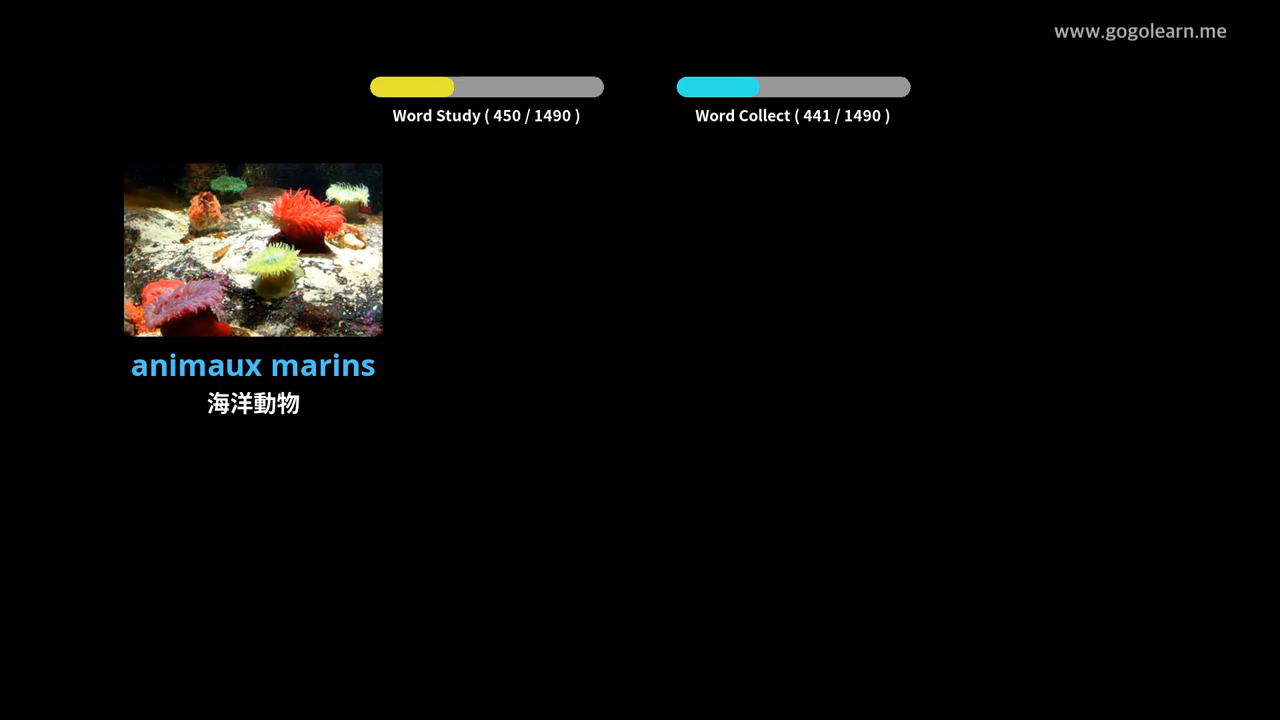 www.gogolearn.me
Word Study ( 450 / 1490 )
Word Collect ( 441 / 1490 )
animaux marins
海洋動物